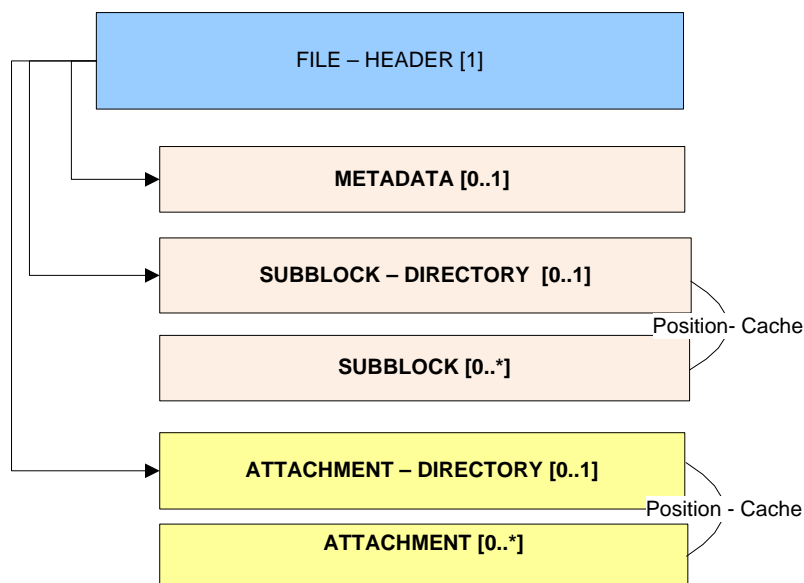 FILE – HEADER [1]
METADATA [0..1]
SUBBLOCK – DIRECTORY  [0..1]
Position- Cache
SUBBLOCK [0..*]
ATTACHMENT – DIRECTORY [0..1]
Position - Cache
ATTACHMENT [0..*]